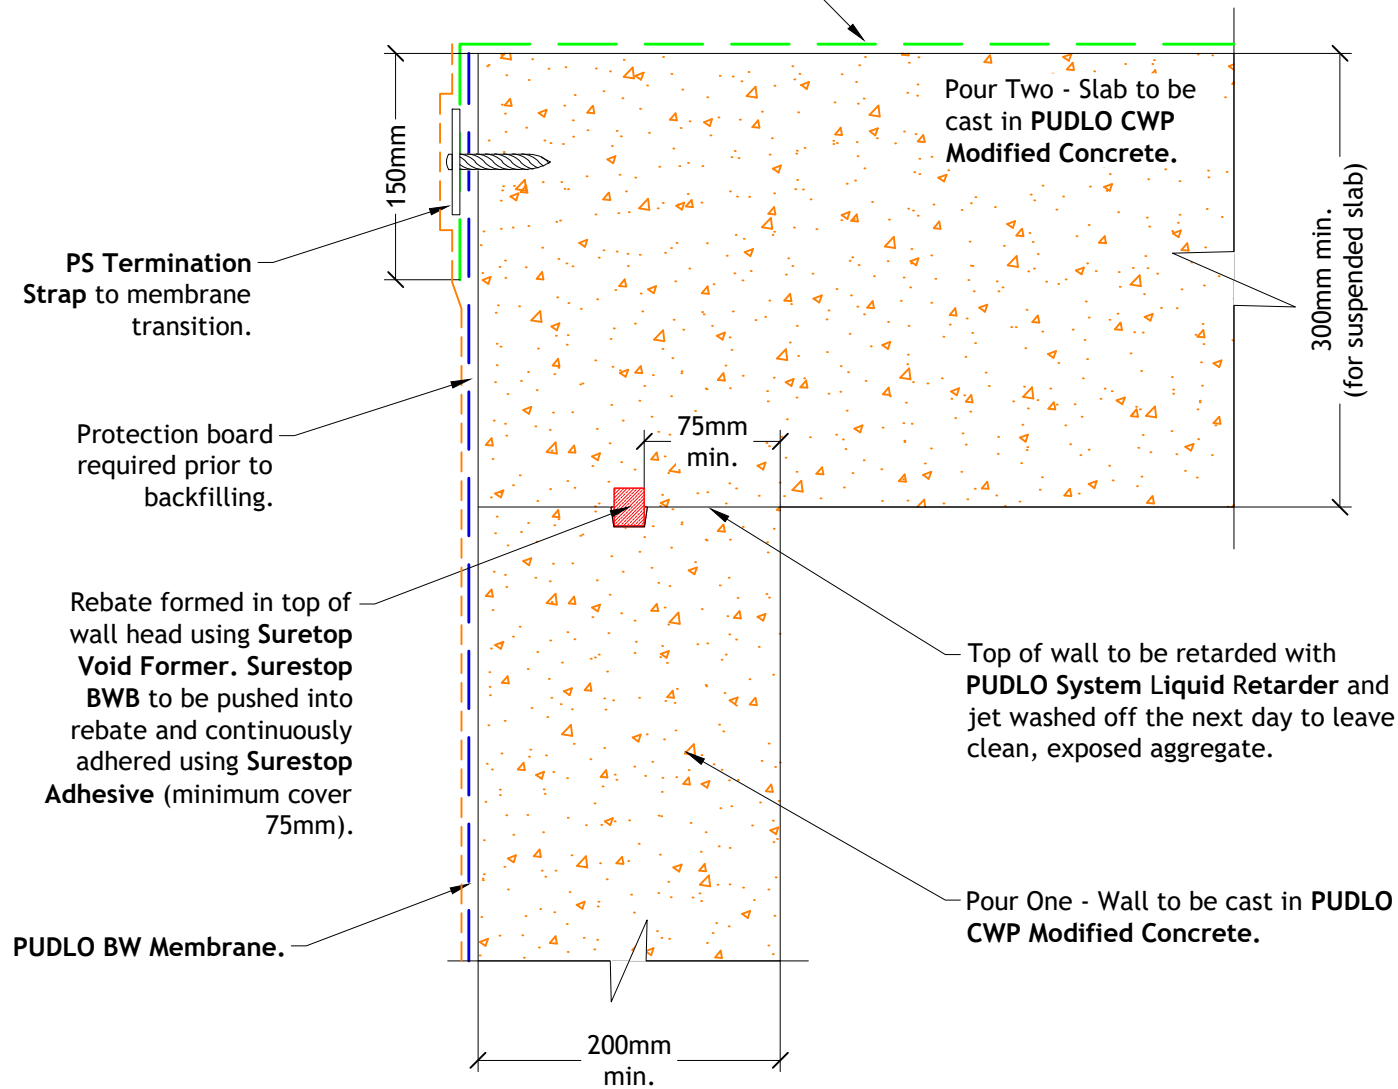 Pour Two - Slab to be
cast in PUDLO CWP
Modified Concrete.
150mm
300mm min.
(for suspended slab)
PS Termination
Strap to membrane
transition.
Protection board
required prior to
backfilling.
75mm
min.
Rebate formed in top of
wall head using Suretop
Void Former. Surestop
BWB to be pushed into
rebate and continuously
adhered using Surestop
Adhesive (minimum cover
75mm).
Top of wall to be retarded with
PUDLO System Liquid Retarder and
jet washed off the next day to leave
clean, exposed aggregate.
Pour One - Wall to be cast in PUDLO
CWP Modified Concrete.
PUDLO BW Membrane.
200mm
min.